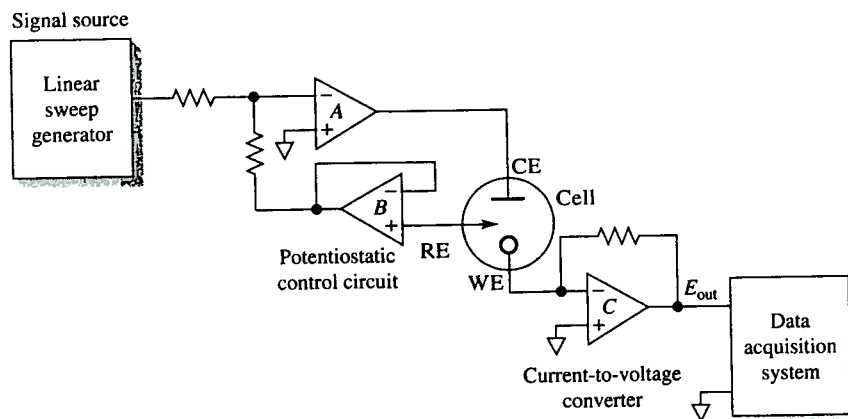 Signal source
Linear
sweep
generator
−
A
+
CE
−
B
+
Cell
RE
Potentiostatic
control circuit
WE
−
C
+
E_out
Data
acquisition
system
Current-to-voltage
converter